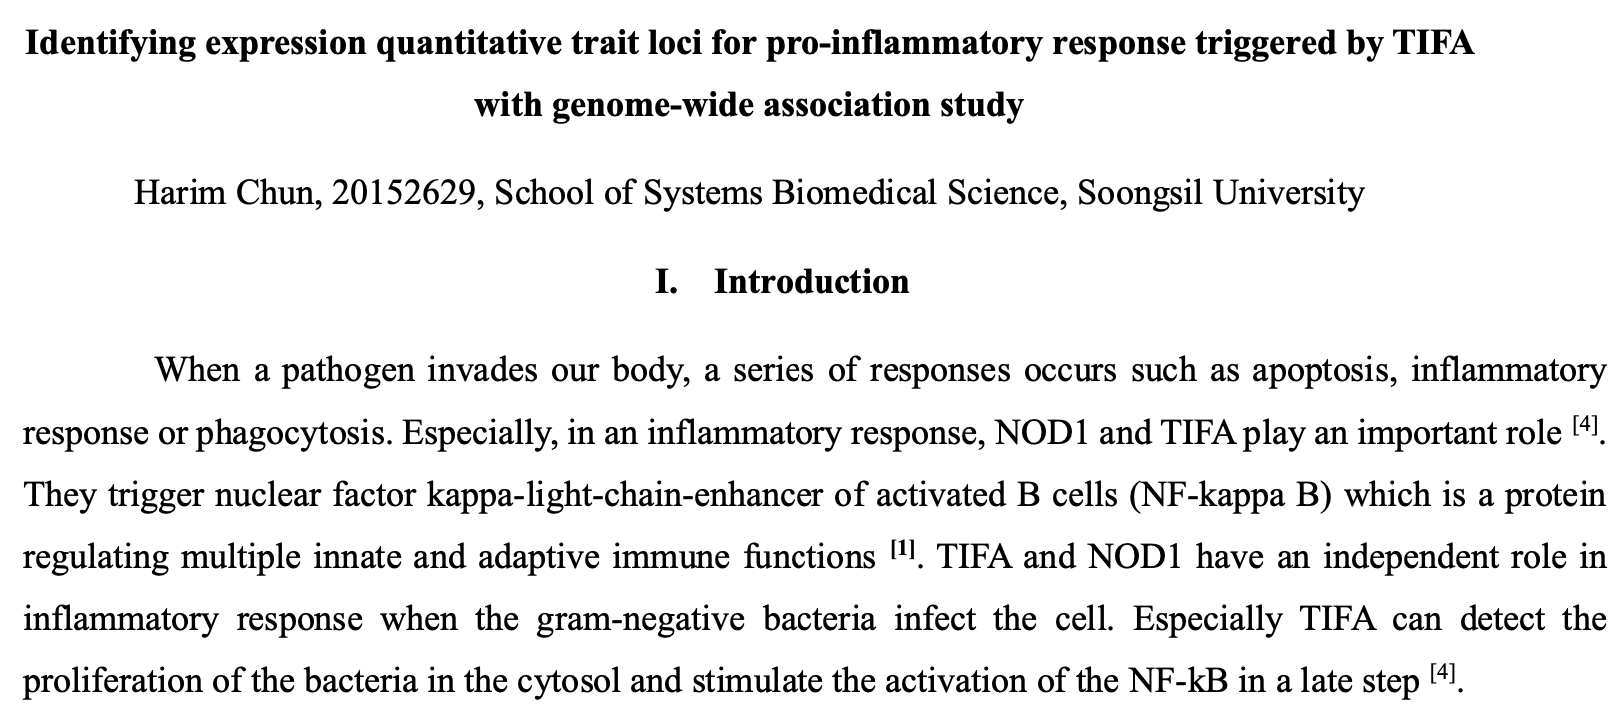 Identifying expression quantitative trait loci for pro-inflammatory response triggered by TIFA
with genome-wide association study
Harim Chun, 20152629, School of Systems Biomedical Science, Soongsil University
I. Introduction
When a pathogen invades our body, a series of responses occurs such as apoptosis, inflammatory
response or phagocytosis. Especially, in an inflammatory response, NOD1 and TIFA play an important role [4].
They trigger nuclear factor kappa-light-chain-enhancer of activated B cells (NF-kappa B) which is a protein
regulating multiple innate and adaptive immune functions [1]. TIFA and NOD1 have an independent role in
inflammatory response when the gram-negative bacteria infect the cell. Especially TIFA can detect the
proliferation of the bacteria in the cytosol and stimulate the activation of the NF-kB in a late step [4].